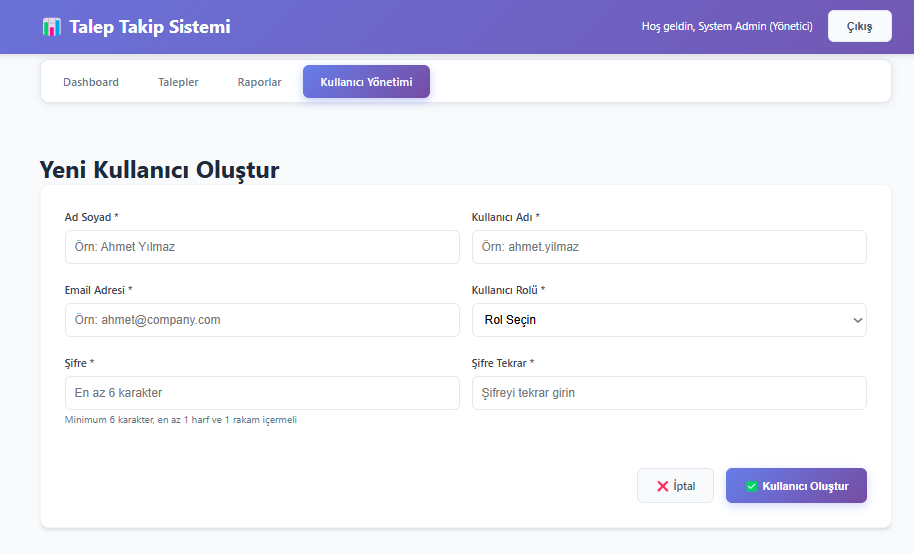 Talep Takip Sistemi
Hoş geldin, System Admin (Yönetici)
Çıkış
Dashboard
Talepler
Raporlar
Kullanıcı Yönetimi
Yeni Kullanıcı Oluştur
Ad Soyad *
Kullanıcı Adı *
Örn: Ahmet Yılmaz
Örn: ahmet.yilmaz
Email Adresi *
Kullanıcı Rolü *
Örn: ahmet@company.com
Rol Seçin
Şifre *
Şifre Tekrar *
En az 6 karakter
Şifreyi tekrar girin
Minimum 6 karakter, en az 1 harf ve 1 rakam içermeli
İptal
Kullanıcı Oluştur